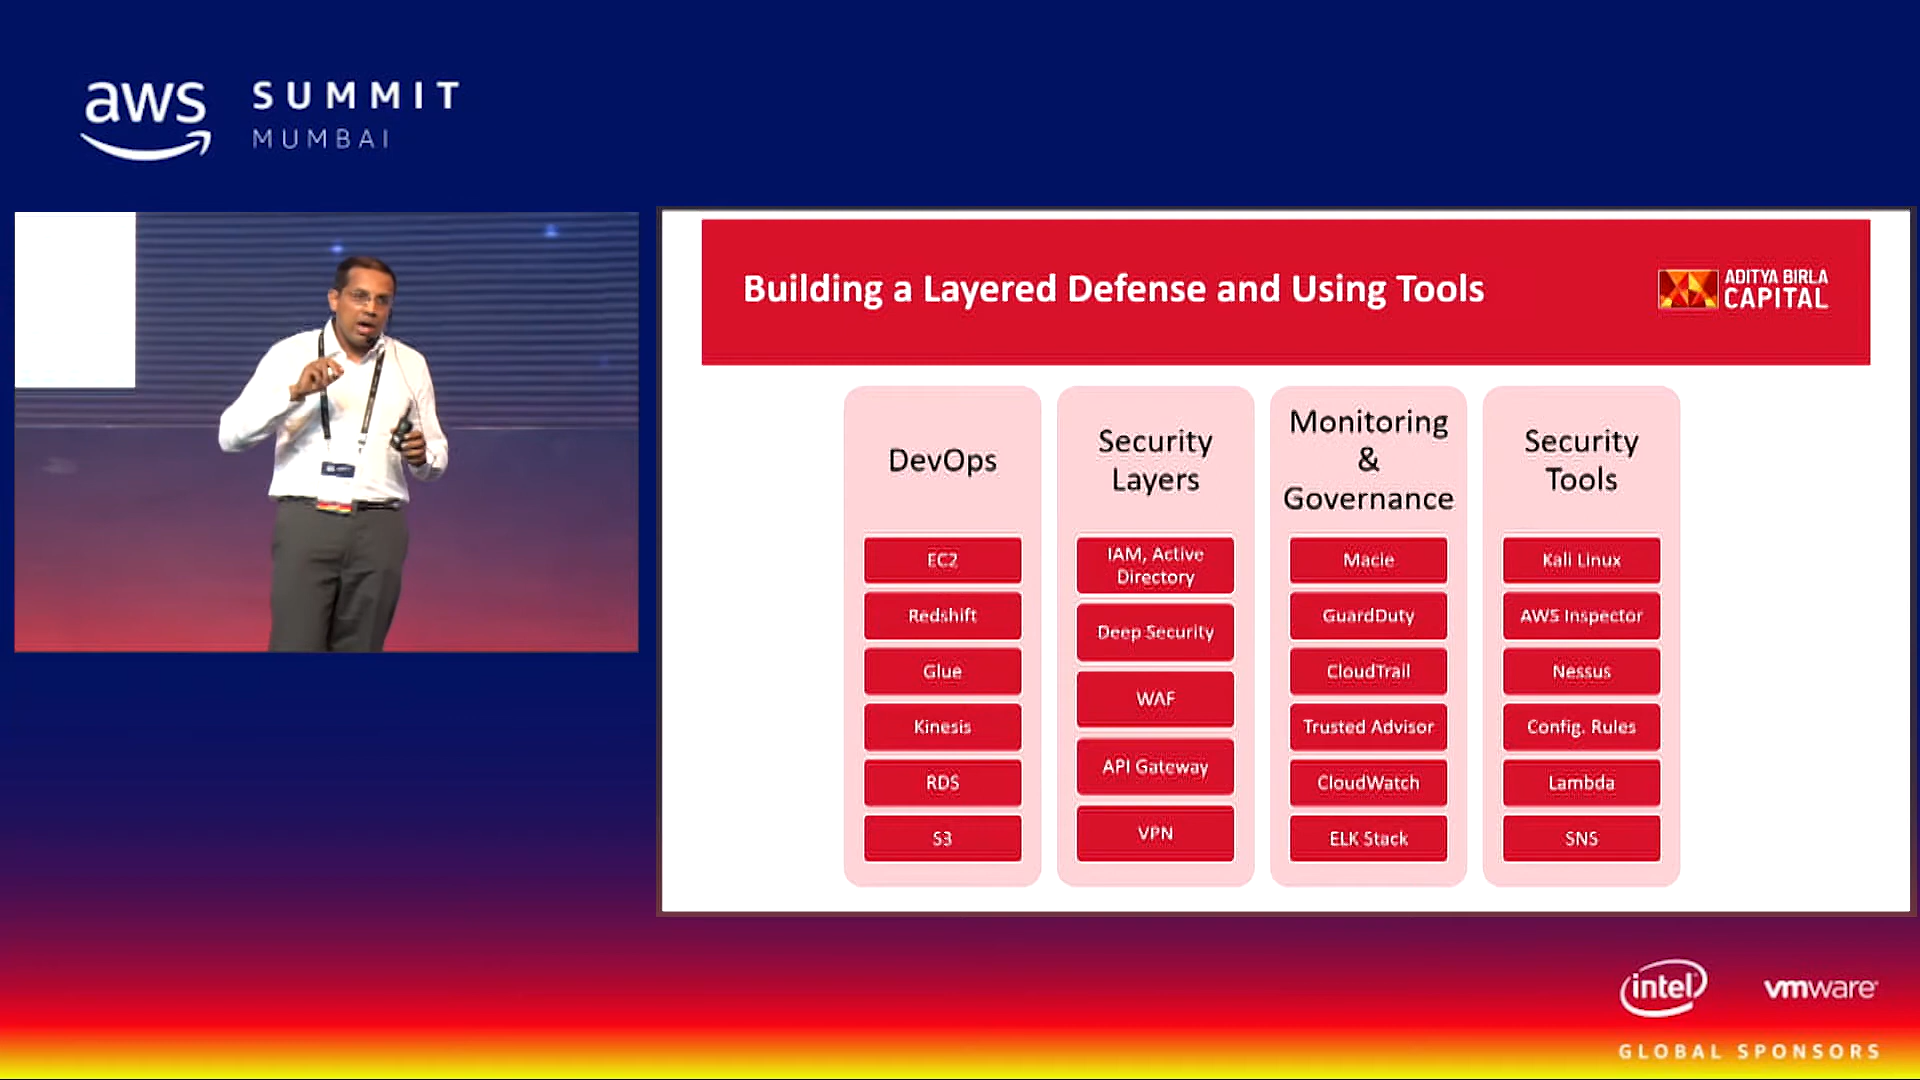 aws
SUMMIT
MUMBAI
Building a Layered Defense and Using Tools
ADITYA BIRLA
CAPITAL
DevOps
EC2
Redshift
Glue
Kinesis
RDS
S3
Security
Layers
IAM, Active
Directory
Deep Security
WAF
API Gateway
VPN
Monitoring
&
Governance
Macie
GuardDuty
CloudTrail
Trusted Advisor
CloudWatch
ELK Stack
Security
Tools
Kali Linux
AWS Inspector
Nessus
Config. Rules
Lambda
SNS
intel
vmware
GLOBAL SPONSORS